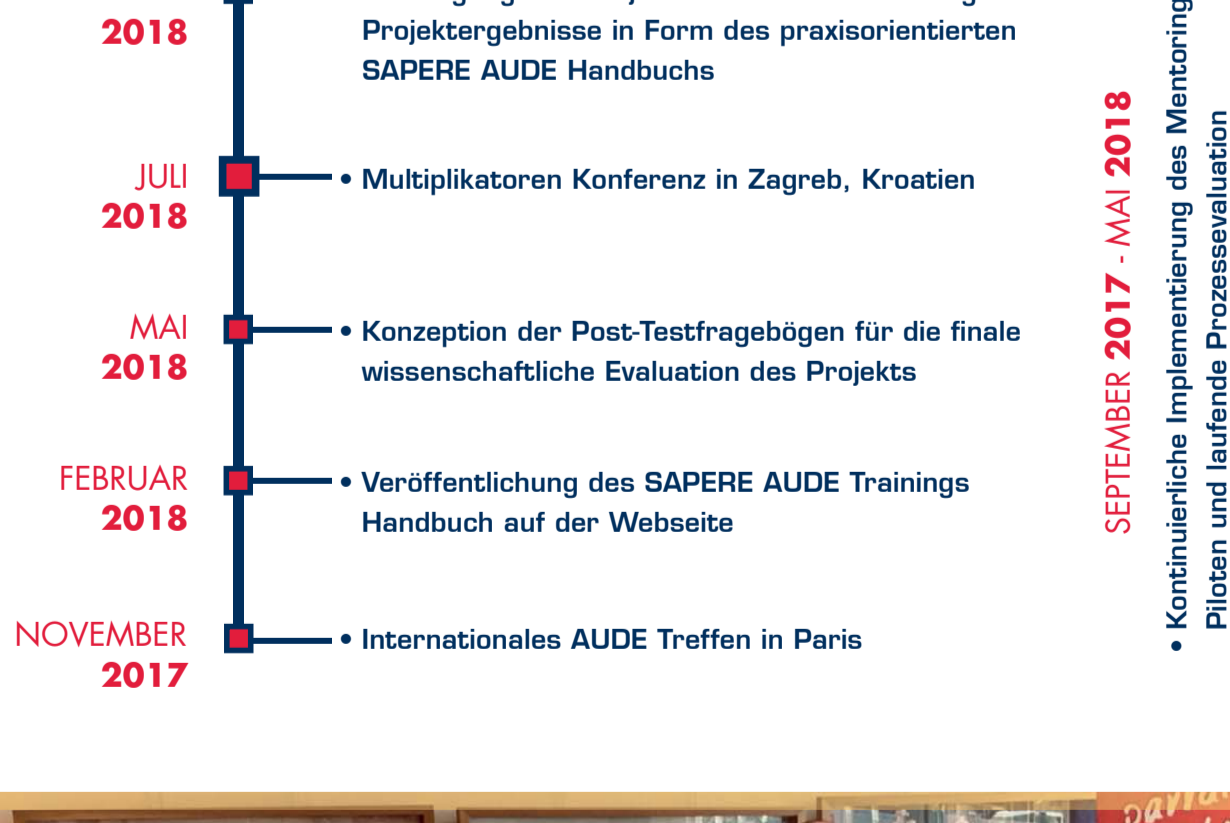 2018
Projektergebnisse in Form des praxisorientierten
SAPERE AUDE Handbuchs
JULI
2018
• Multiplikatoren Konferenz in Zagreb, Kroatien
MAI
2018
• Konzeption der Post-Testfragebögen für die finale
wissenschaftliche Evaluation des Projekts
FEBRUAR
2018
• Veröffentlichung des SAPERE AUDE Trainings
Handbuch auf der Webseite
NOVEMBER
2017
• Internationales AUDE Treffen in Paris
SEPTEMBER 2017 - MAI 2018
• Kontinuierliche Implementierung des Mentoring
Piloten und laufende Prozessevaluation